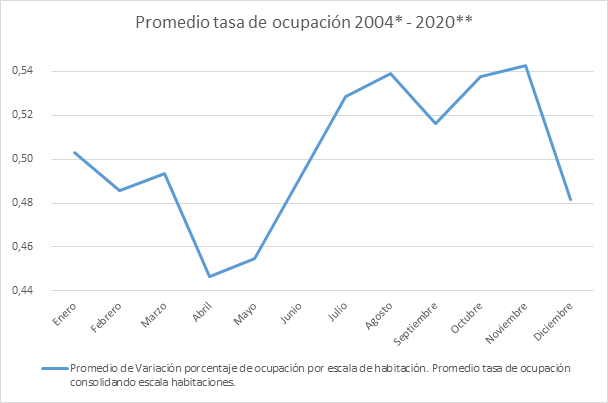 Promedio tasa de ocupación 2004* - 2020**
0,54
0,52
0,50
0,48
0,46
0,44
Enero
Febrero
Marzo
Abril
Mayo
Junio
Julio
Agosto
Septiembre
Octubre
Noviembre
Diciembre
Promedio de Variación porcentaje de ocupación por escala de habitación. Promedio tasa de ocupación
consolidando escala habitaciones.